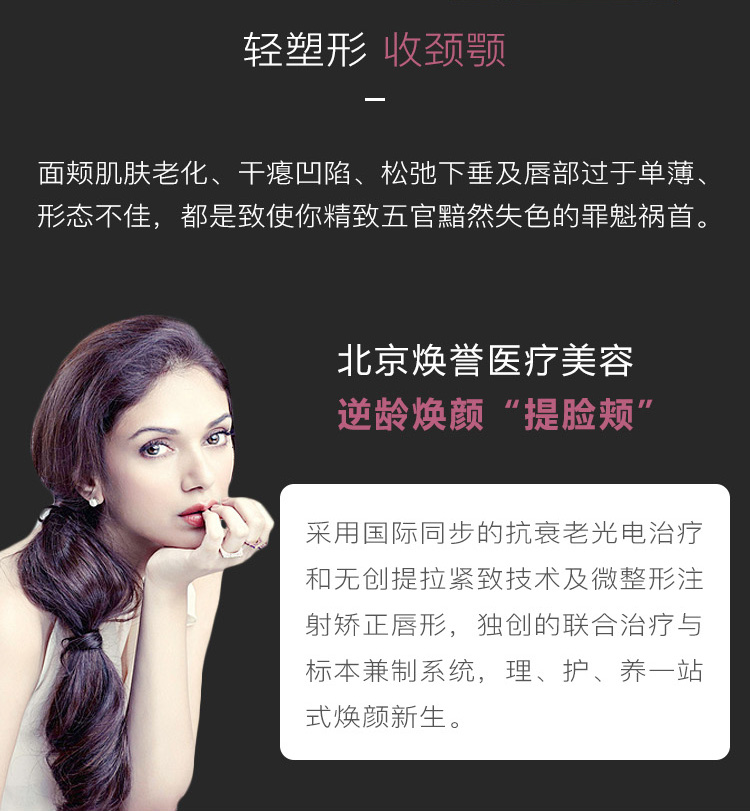 轻塑形 收颈颚
面颊肌肤老化、干瘪凹陷、松弛下垂及唇部过于单薄、
形态不佳，都是致使你精致五官黯然失色的罪魁祸首。
北京焕誉医疗美容
逆龄焕颜“提脸颊”
采用国际同步的抗衰老光电治疗
和无创提拉紧致技术及微整形注
射矫正唇形，独创的联合治疗与
标本兼制系统，理、护、养一站
式焕颜新生。